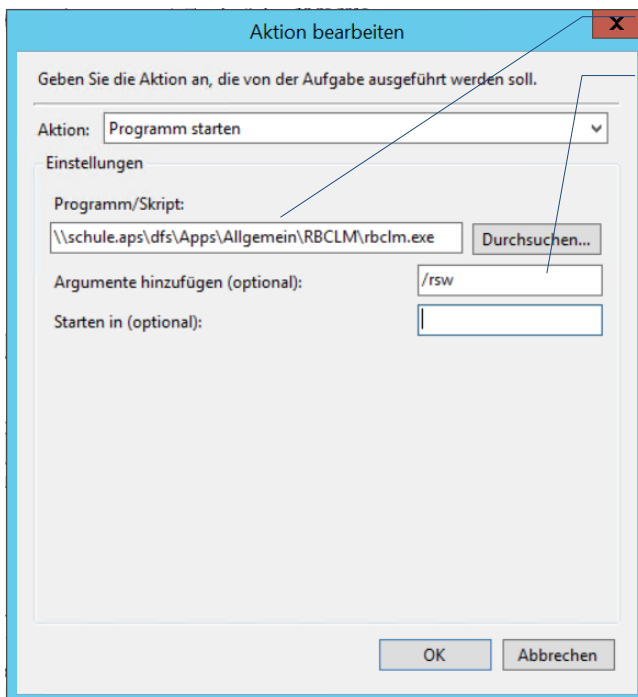 Aktion bearbeiten
X
Geben Sie die Aktion an, die von der Aufgabe ausgeführt werden soll.
Aktion: Programm starten
Einstellungen
Programm/Skript:
\\schule.aps\dfs\Apps\Allgemein\RBCLM\rbclm.exe Durchsuchen...
Argumente hinzufügen (optional): /rsw
Starten in (optional):
OK Abbrechen